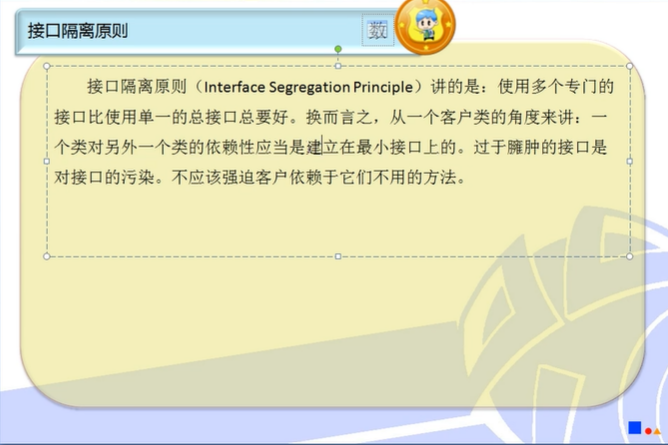 接口隔离原则
接口隔离原则（Interface Segregation Principle）讲的是：使用多个专门的
接口比使用单一的总接口总要好。换而言之，从一个客户类的角度来讲：一
个类对另外一个类的依赖性应当是建立在最小接口上的。过于臃肿的接口是
对接口的污染。不应该强迫客户依赖于它们不用的方法。